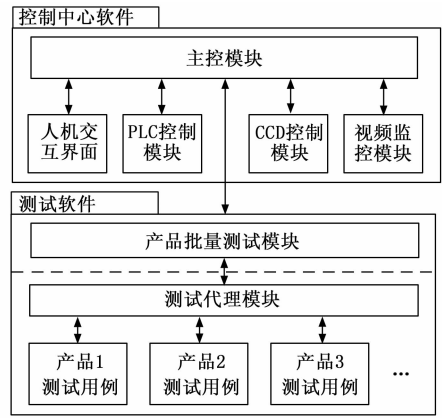 控制中心软件
主控模块
人机交
互界面
PLC控制
模块
CCD控制
模块
视频监
控模块
测试软件
产品批量测试模块
测试代理模块
产品1
测试用例
产品2
测试用例
产品3
测试用例
...